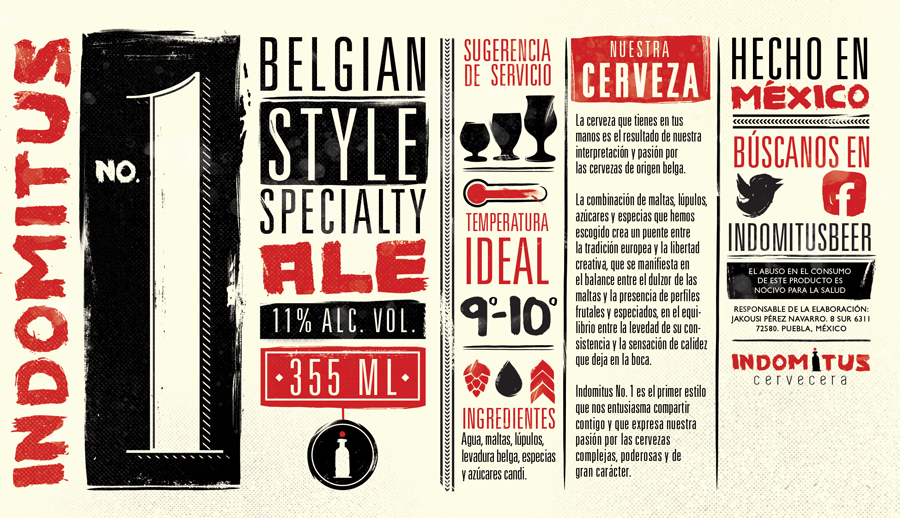 INDOMITUS
NO.
1
BELGIAN
STYLE
SPECIALTY
ALE
11% ALC. VOL.
355 ML
SUGERENCIA
DE SERVICIO
TEMPERATURA
IDEAL
9°-10°
INGREDIENTES
Agua, maltas, lúpulos,
levadura belga, especias
y azúcares candi.
NUESTRA
CERVEZA
La cerveza que tienes en tus
manos es el resultado de nuestra
interpretación y pasión por
las cervezas de origen belga.
La combinación de maltas, lúpulos,
azúcares y especias que hemos
escogido crea un puente entre
la tradición europea y la libertad
creativa, que se manifiesta en
el balance entre el dulzor de las
maltas y la presencia de perfiles
frutales y especiados, en el equi-
librio entre la levedad de su con-
sistencia y la sensación de calidez
que deja en la boca.
Indomitus No. 1 es el primer estilo
que nos entusiasma compartir
contigo y que expresa nuestra
pasión por las cervezas
complejas, poderosas y de
gran carácter.
HECHO EN
MÉXICO
BÚSCANOS EN
INDOMITUSBEER
EL ABUSO EN EL CONSUMO
DE ESTE PRODUCTO ES
NOCIVO PARA LA SALUD
RESPONSABLE DE LA ELABORACIÓN:
JAKOUSI PÉREZ NAVARRO. 8 SUR 6311
72580. PUEBLA, MÉXICO
INDOMITUS
cervecera